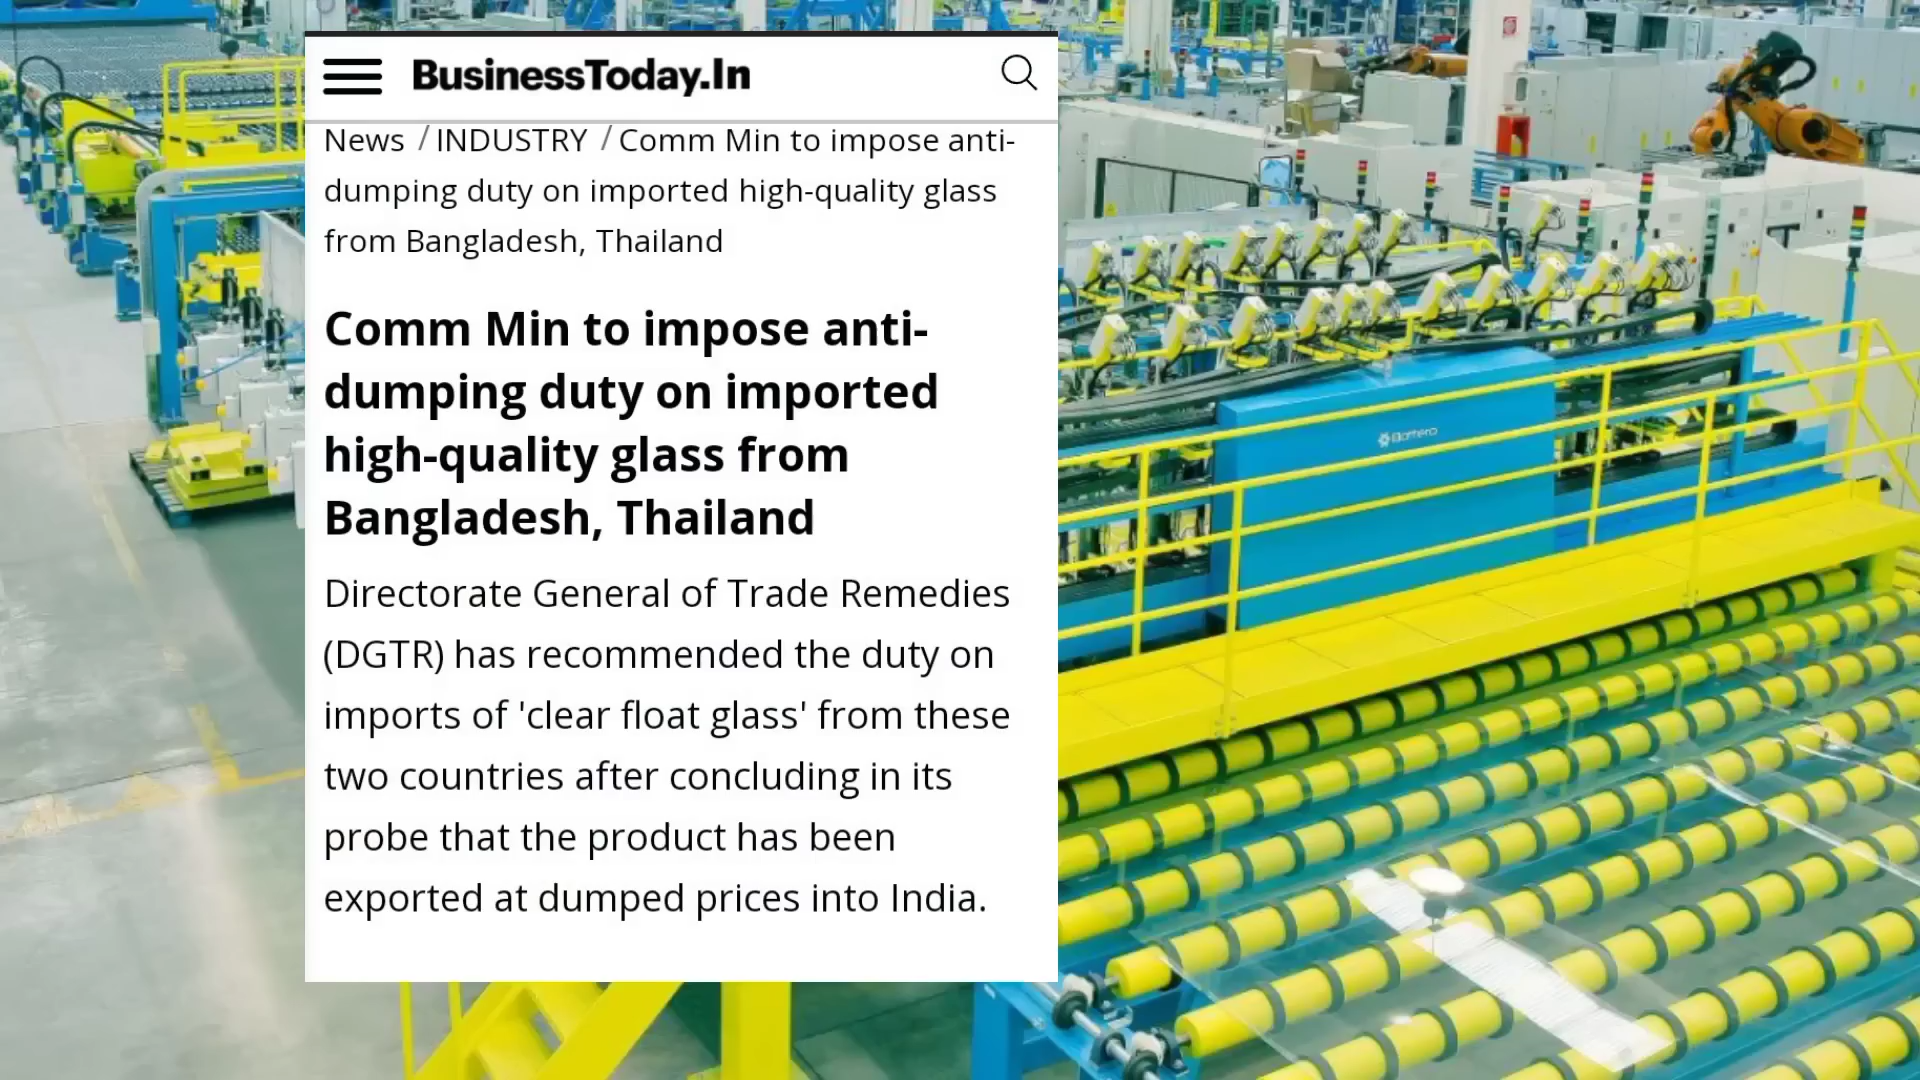 BusinessToday.In
News / INDUSTRY / Comm Min to impose anti-
dumping duty on imported high-quality glass
from Bangladesh, Thailand
Comm Min to impose anti-
dumping duty on imported
high-quality glass from
Bangladesh, Thailand
Directorate General of Trade Remedies
(DGTR) has recommended the duty on
imports of 'clear float glass' from these
two countries after concluding in its
probe that the product has been
exported at dumped prices into India.
Bottero